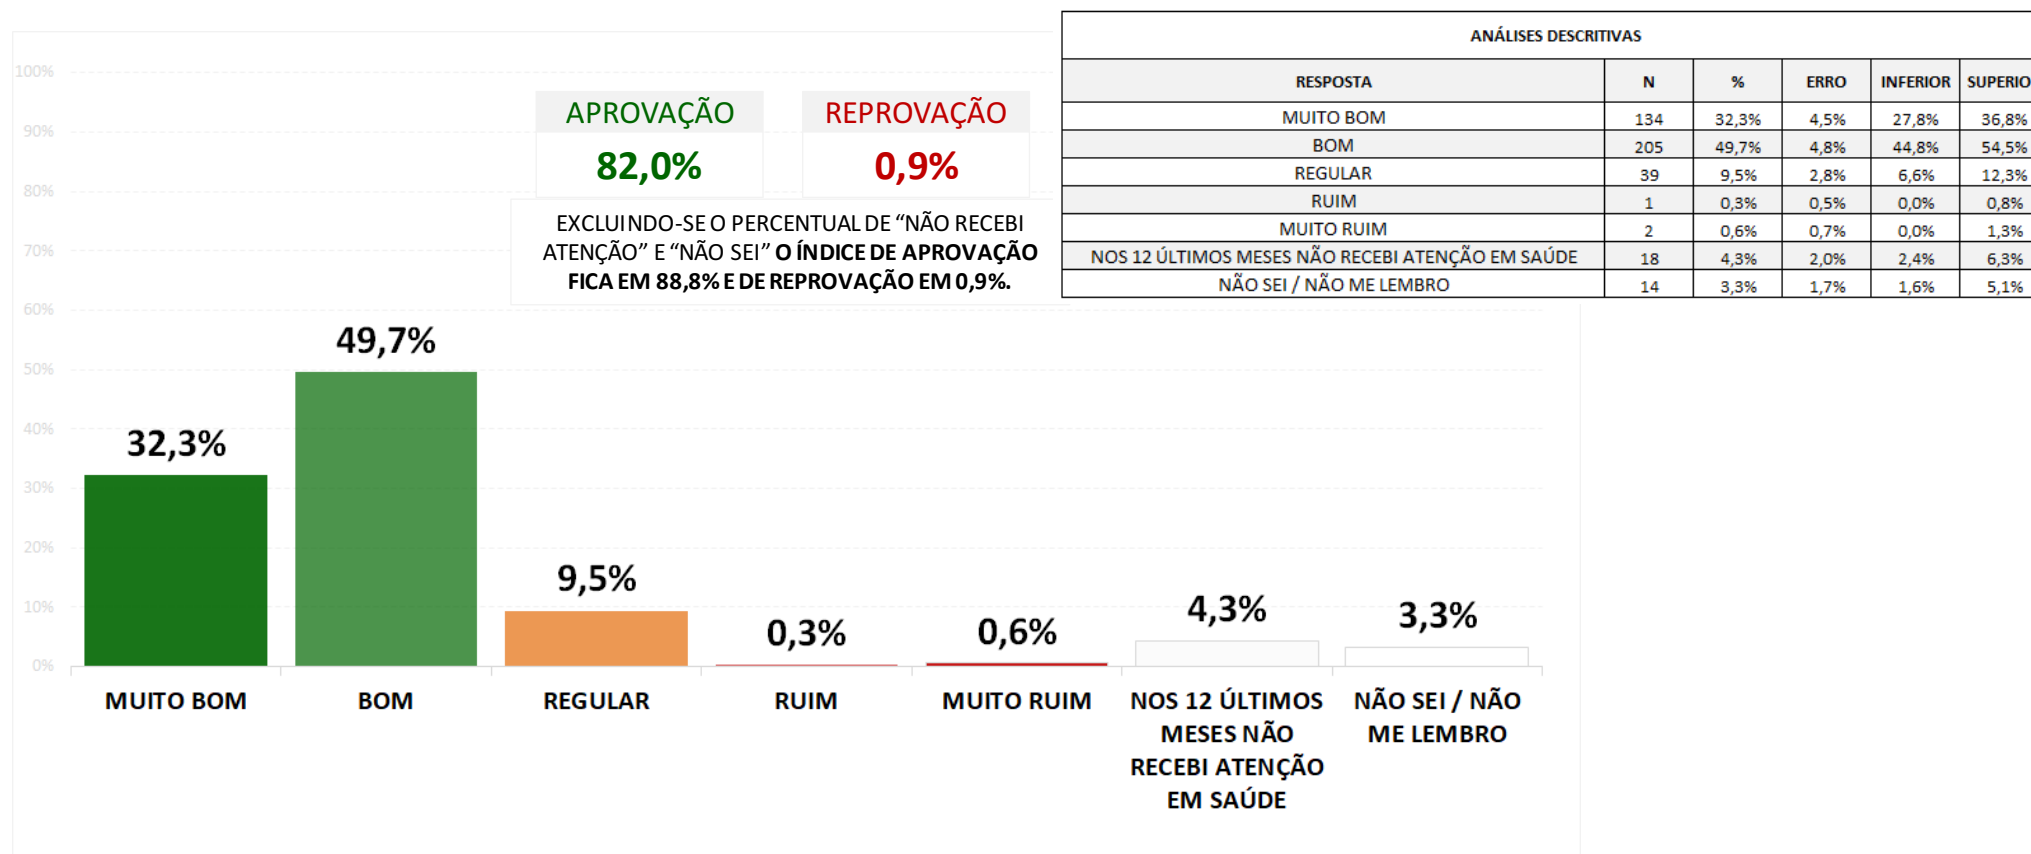 ANÁLISES DESCRITIVAS
RESPOSTA N % ERRO INFERIOR SUPERIO
MUITO BOM 134 32,3% 4,5% 27,8% 36,8%
BOM 205 49,7% 4,8% 44,8% 54,5%
REGULAR 39 9,5% 2,8% 6,6% 12,3%
RUIM 1 0,3% 0,5% 0,0% 0,8%
MUITO RUIM 2 0,6% 0,7% 0,0% 1,3%
NOS 12 ÚLTIMOS MESES NÃO RECEBI ATENÇÃO EM SAÚDE 18 4,3% 2,0% 2,4% 6,3%
NÃO SEI / NÃO ME LEMBRO 14 3,3% 1,7% 1,6% 5,1%
APROVAÇÃO
82,0%
REPROVAÇÃO
0,9%
EXCLUINDO-SE O PERCENTUAL DE “NÃO RECEBI
ATENÇÃO” E “NÃO SEI” O ÍNDICE DE APROVAÇÃO
FICA EM 88,8% E DE REPROVAÇÃO EM 0,9%.
100%
90%
80%
70%
60%
50%
40%
30%
20%
10%
0%
32,3%
49,7%
9,5%
0,3%
0,6%
4,3%
3,3%
MUITO BOM
BOM
REGULAR
RUIM
MUITO RUIM
NOS 12 ÚLTIMOS
MESES NÃO
RECEBI ATENÇÃO
EM SAÚDE
NÃO SEI / NÃO
ME LEMBRO